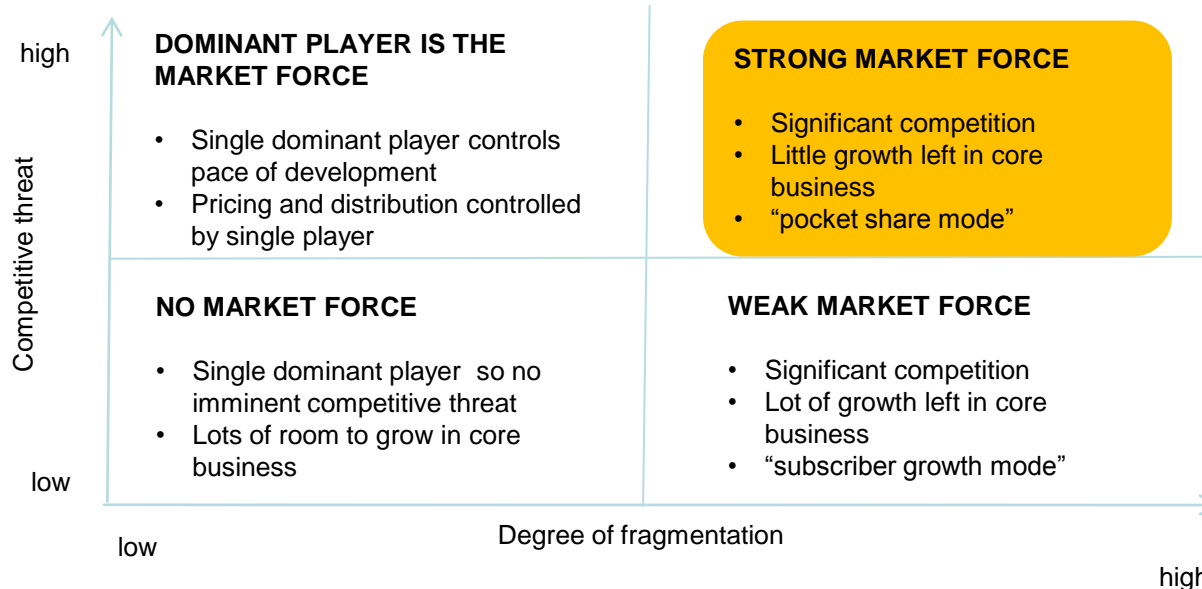 high
DOMINANT PLAYER IS THE
MARKET FORCE
• Single dominant player controls
pace of development
• Pricing and distribution controlled
by single player
STRONG MARKET FORCE
• Significant competition
• Little growth left in core
business
• “pocket share mode”
Competitive threat
NO MARKET FORCE
• Single dominant player so no
imminent competitive threat
• Lots of room to grow in core
business
WEAK MARKET FORCE
• Significant competition
• Lot of growth left in core
business
• “subscriber growth mode”
low
low
Degree of fragmentation
high